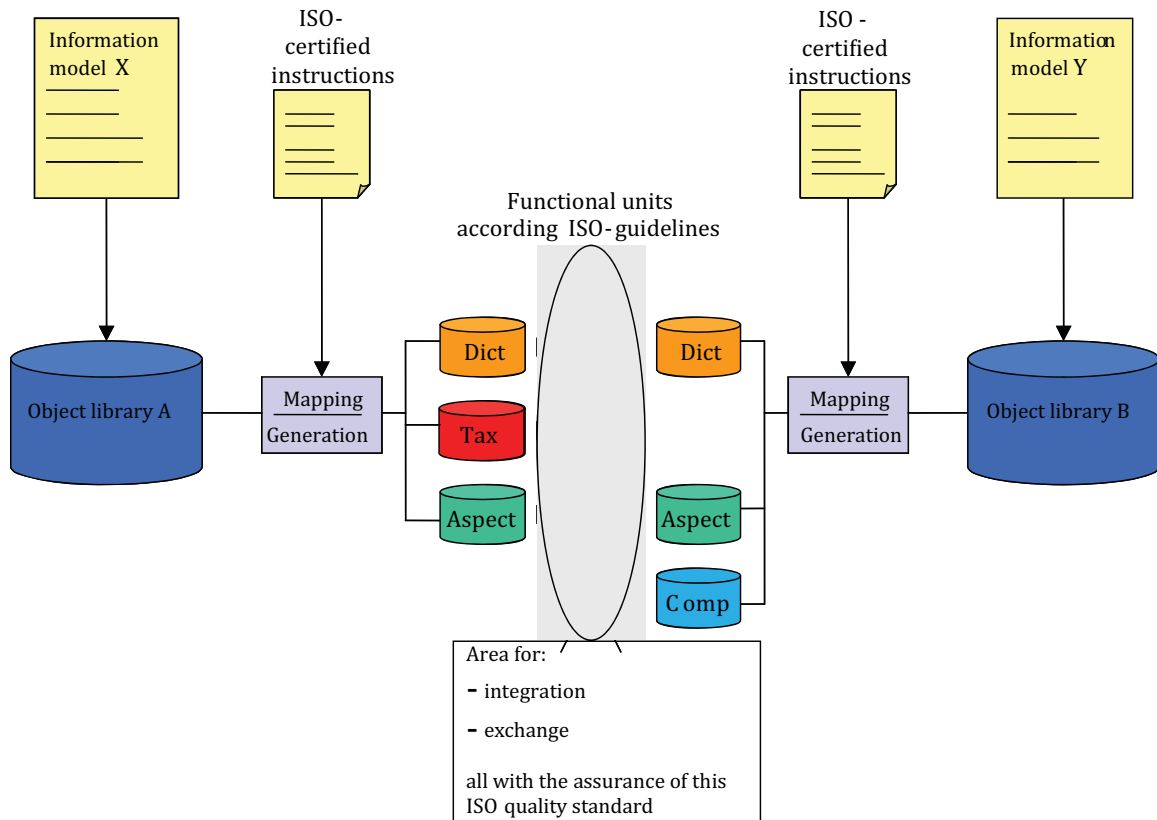 Information
model X
ISO-
certified
instructions
ISO -
certified
instructions
Information
model Y
Functional units
according ISO-guidelines
Object library A
Mapping
Generation
Dict
Tax
Aspect
Dict
Aspect
Comp
Mapping
Generation
Object library B
Area for:
- integration
- exchange
all with the assurance of this
ISO quality standard